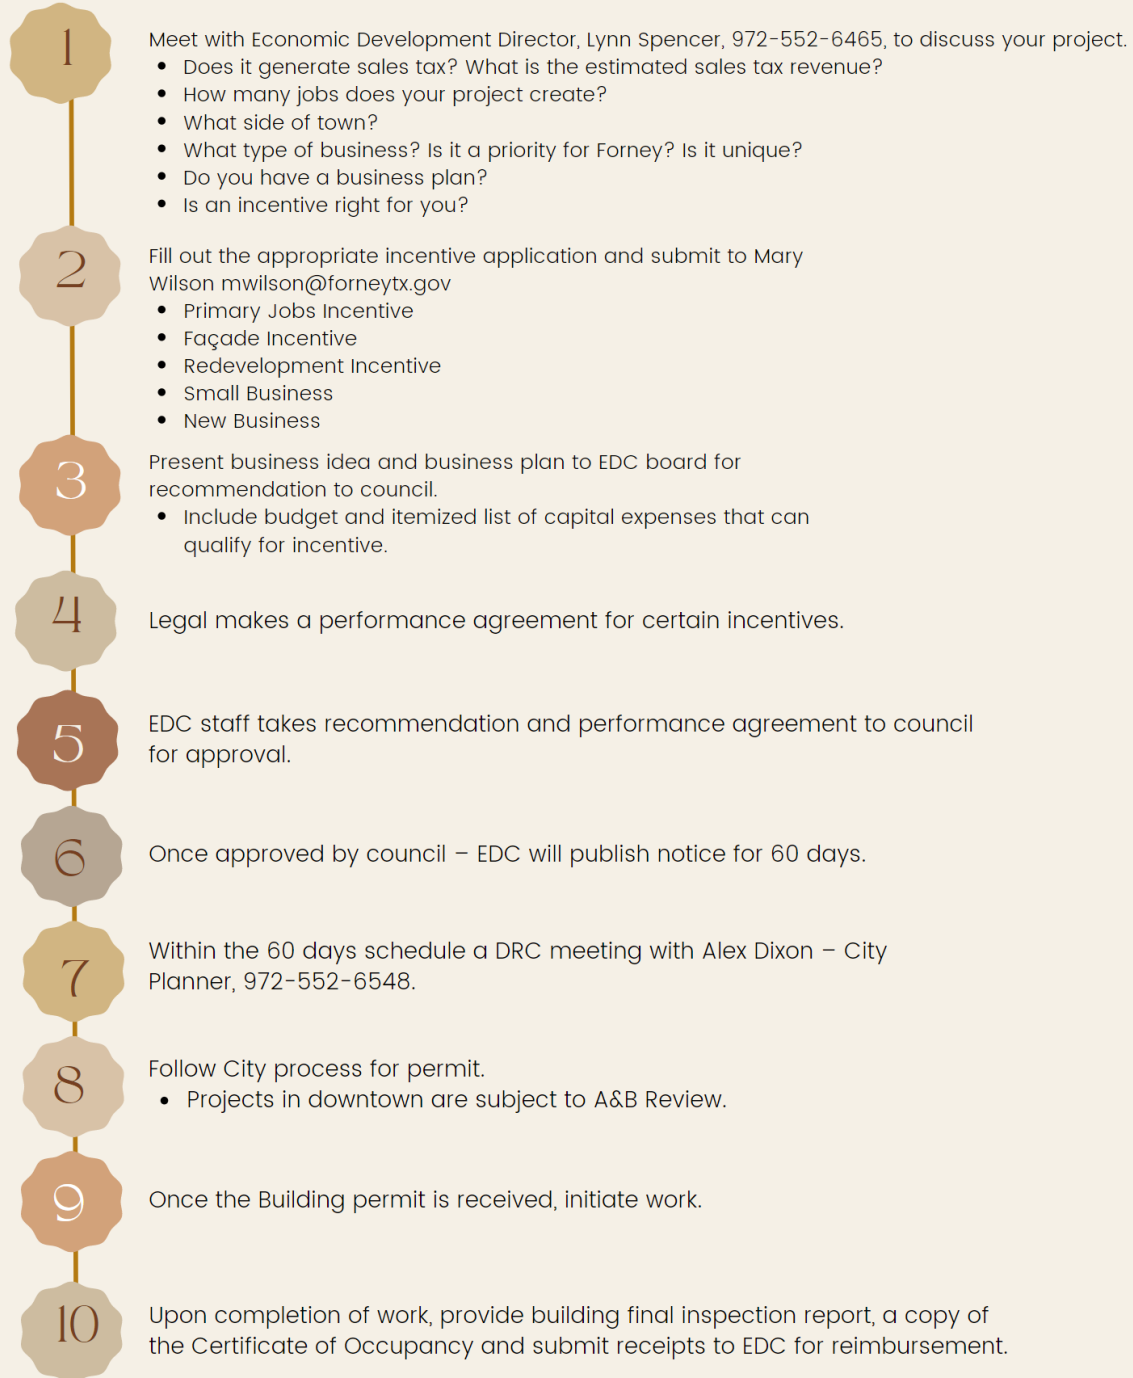 1
Meet with Economic Development Director, Lynn Spencer, 972-552-6465, to discuss your project.
• Does it generate sales tax? What is the estimated sales tax revenue?
• How many jobs does your project create?
• What side of town?
• What type of business? Is it a priority for Forney? Is it unique?
• Do you have a business plan?
• Is an incentive right for you?
2
Fill out the appropriate incentive application and submit to Mary
Wilson mwilson@forneytx.gov
• Primary Jobs Incentive
• Façade Incentive
• Redevelopment Incentive
• Small Business
• New Business
3
Present business idea and business plan to EDC board for
recommendation to council.
• Include budget and itemized list of capital expenses that can
qualify for incentive.
4
Legal makes a performance agreement for certain incentives.
5
EDC staff takes recommendation and performance agreement to council
for approval.
6
Once approved by council – EDC will publish notice for 60 days.
7
Within the 60 days schedule a DRC meeting with Alex Dixon – City
Planner, 972-552-6548.
8
Follow City process for permit.
• Projects in downtown are subject to A&B Review.
9
Once the Building permit is received, initiate work.
10
Upon completion of work, provide building final inspection report, a copy of
the Certificate of Occupancy and submit receipts to EDC for reimbursement.